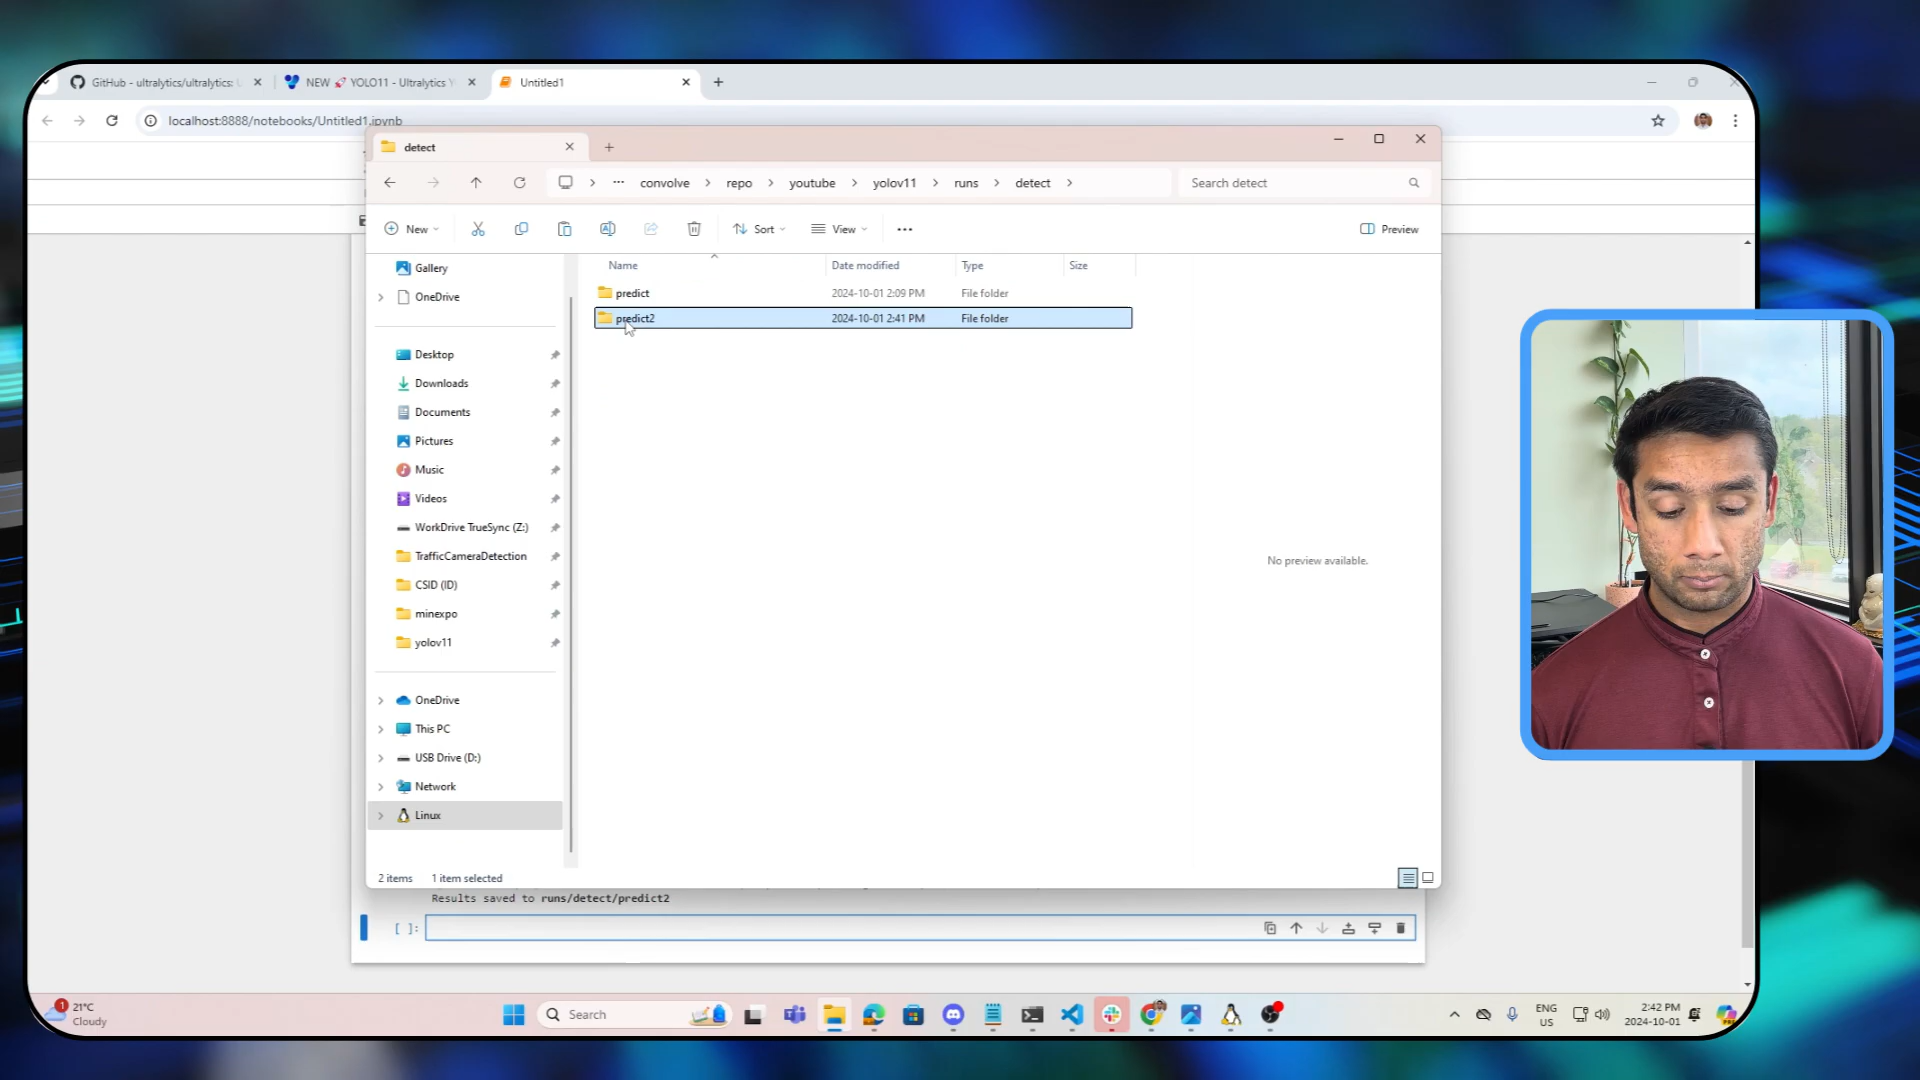 GitHub - ultralytics/ultralytics: U
NEW 🚀 YOLO11 - Ultralytics Y
Untitled1
localhost:8888/notebooks/Untitled1.ipynb
detect
convolve > repo > youtube > yolov11 > runs > detect >
Search detect
New
Sort
View
Preview
Name
Date modified
Type
Size
predict
2024-10-01 2:09 PM
File folder
predict2
2024-10-01 2:41 PM
File folder
Gallery
OneDrive
Desktop
Downloads
Documents
Pictures
Music
Videos
WorkDrive TrueSync (Z:)
TrafficCameraDetection
CSID (ID)
minexpo
yolov11
OneDrive
This PC
USB Drive (D:)
Network
Linux
No preview available.
2 items
1 item selected
Results saved to runs/detect/predict2
[ ]:
1
21°C
Cloudy
Search
ENG
US
2:42 PM
2024-10-01